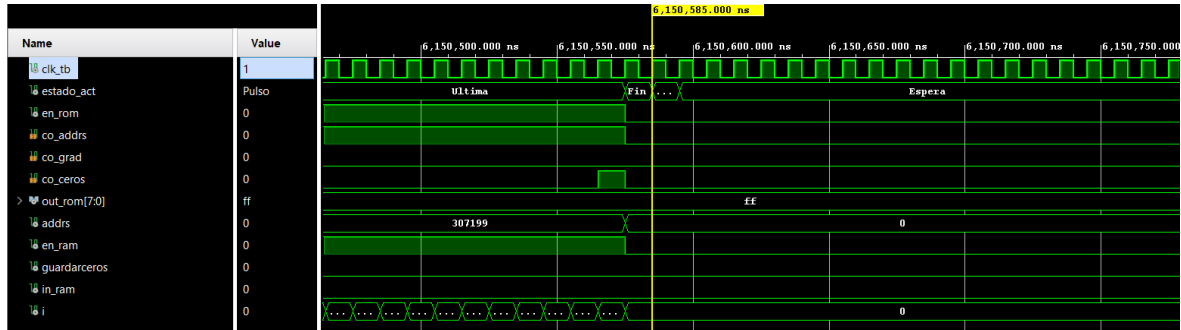 6,150,585.000 ns
Name Value
6,150,500.000 ns 6,150,550.000 ns 6,150,600.000 ns 6,150,650.000 ns 6,150,700.000 ns 6,150,750.000
clk_tb 1
estado_act Pulso Ultima Fin ... Espera
en_rom 0
co_addrs 0
co_grad 0
co_ceros 0
out_rom[7:0] ff ff
addrs 0 307199 0
en_ram 0
guardarceros 0
in_ram 0
i 0 ... ... ... ... ... ... ... ... ... ... ... 0